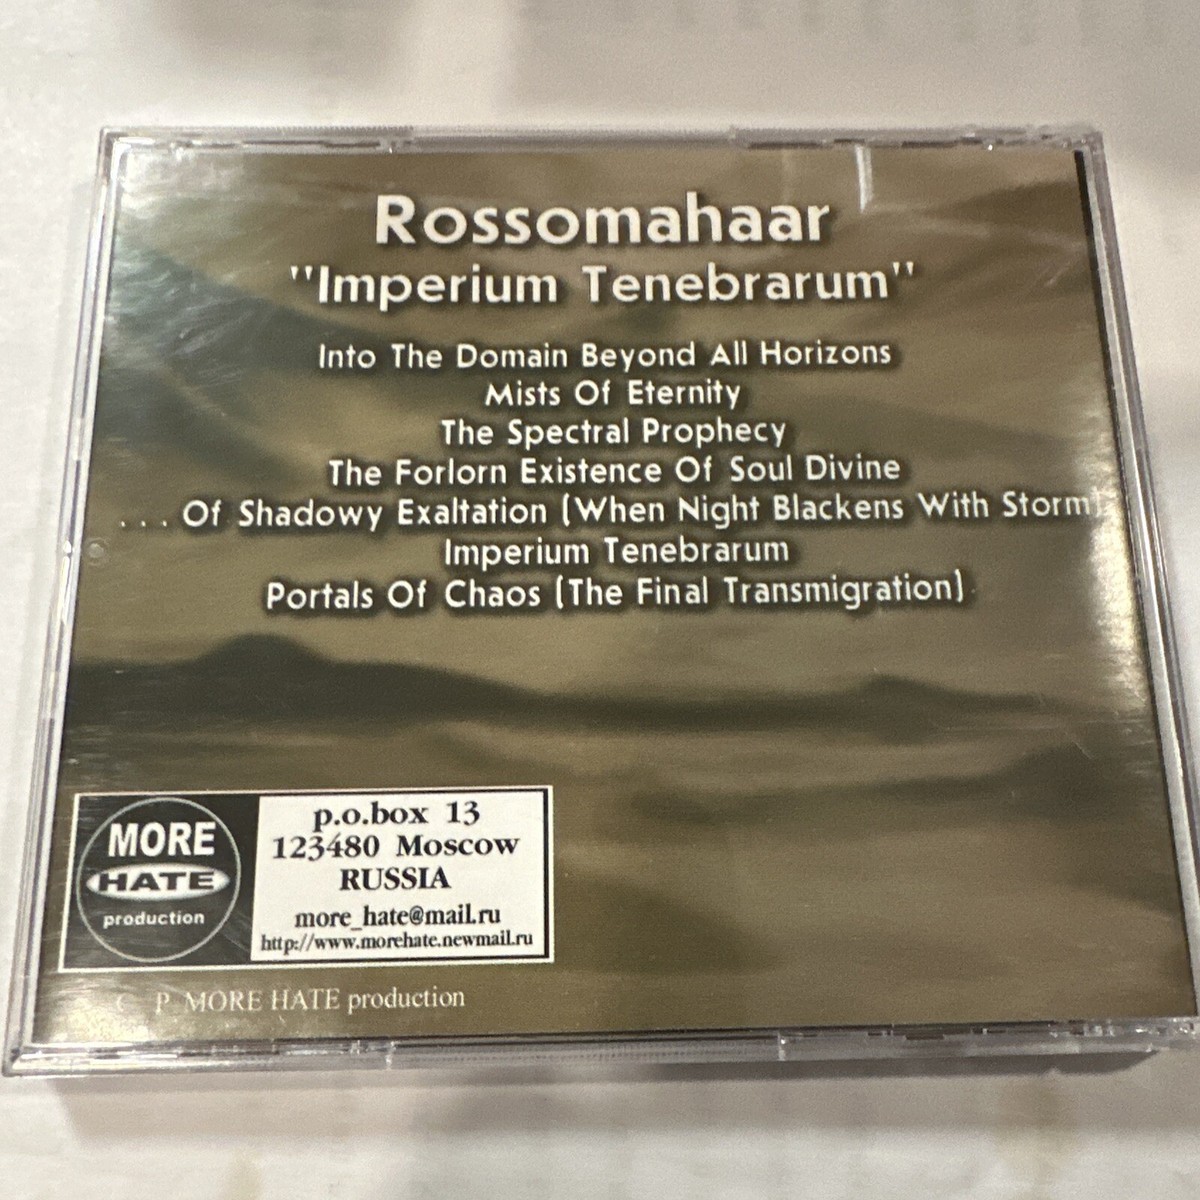 Rossomahaar
"Imperium Tenebrarum"
Into The Domain Beyond All Horizons
Mists Of Eternity
The Spectral Prophecy
The Forlorn Existence Of Soul Divine
. . . Of Shadowy Exaltation (When Night Blackens With Storm)
Imperium Tenebrarum
Portals Of Chaos (The Final Transmigration)
MORE
HATE
production
p.o.box 13
123480 Moscow
RUSSIA
more_hate@mail.ru
http://www.morehate.newmail.ru
C P MORE HATE production